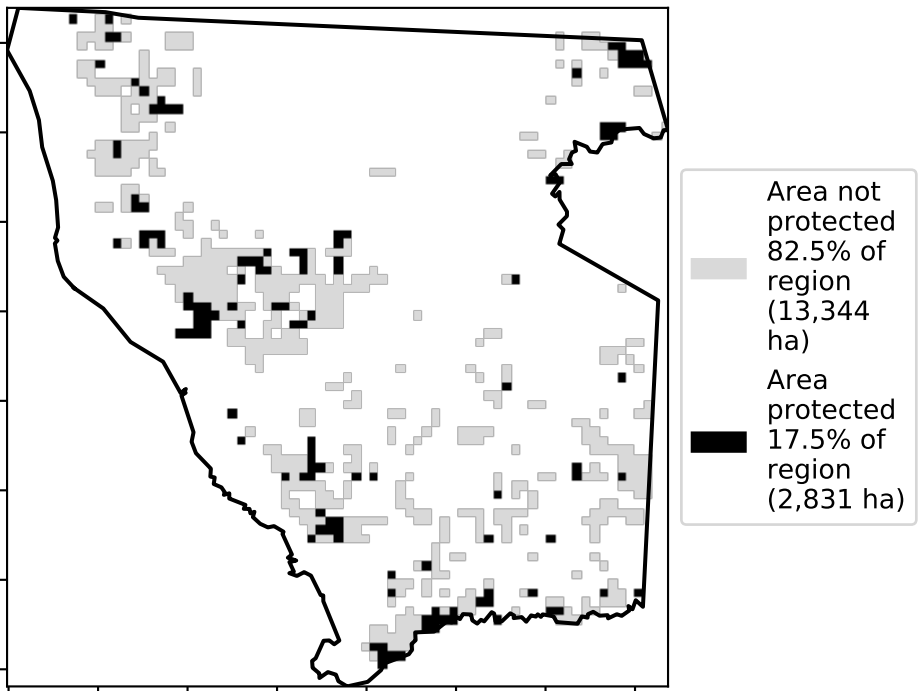 Area not
protected
82.5% of
region
(13,344
ha)
Area
protected
17.5% of
region
(2,831 ha)